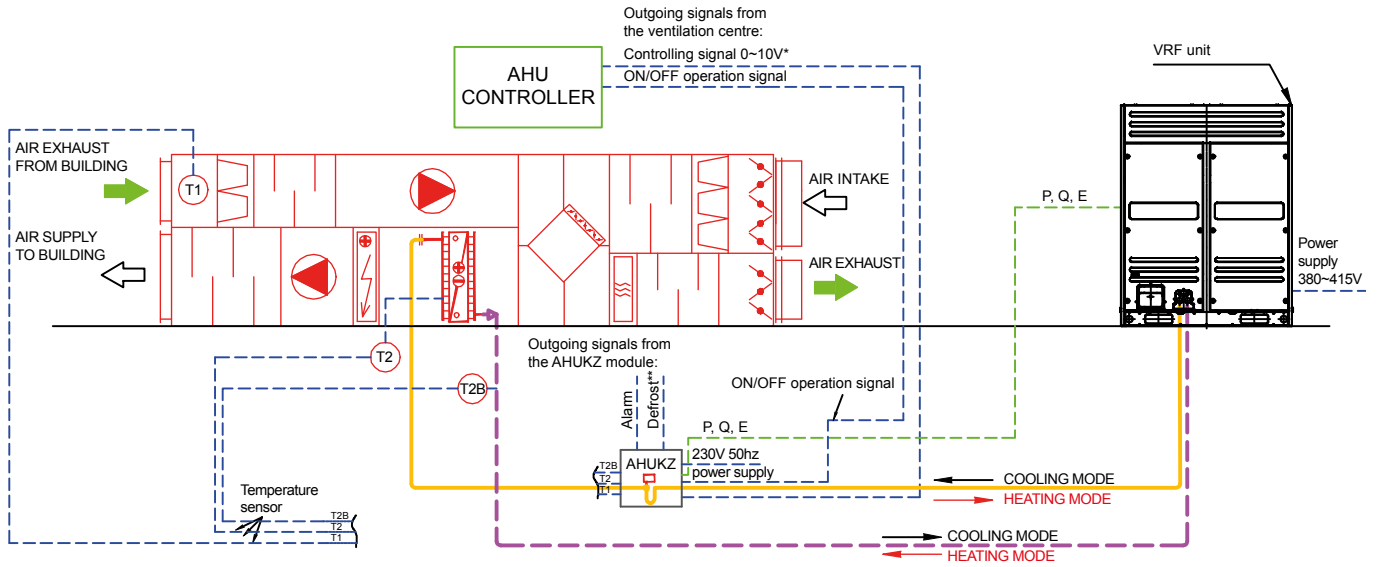 Outgoing signals from
the ventilation centre:
Controlling signal 0~10V*
ON/OFF operation signal
AHU
CONTROLLER
VRF unit
AIR EXHAUST
FROM BUILDING
T1
AIR INTAKE
P, Q, E
AIR SUPPLY
TO BUILDING
AIR EXHAUST
Power
supply
380~415V
Outgoing signals from
the AHUKZ module:
T2
T2B
Alarm
Defrost**
ON/OFF operation signal
P, Q, E
AHUKZ
230V 50hz
power supply
T2B
T2
T1
COOLING MODE
HEATING MODE
Temperature
sensor
T2B
T2
T1
COOLING MODE
HEATING MODE